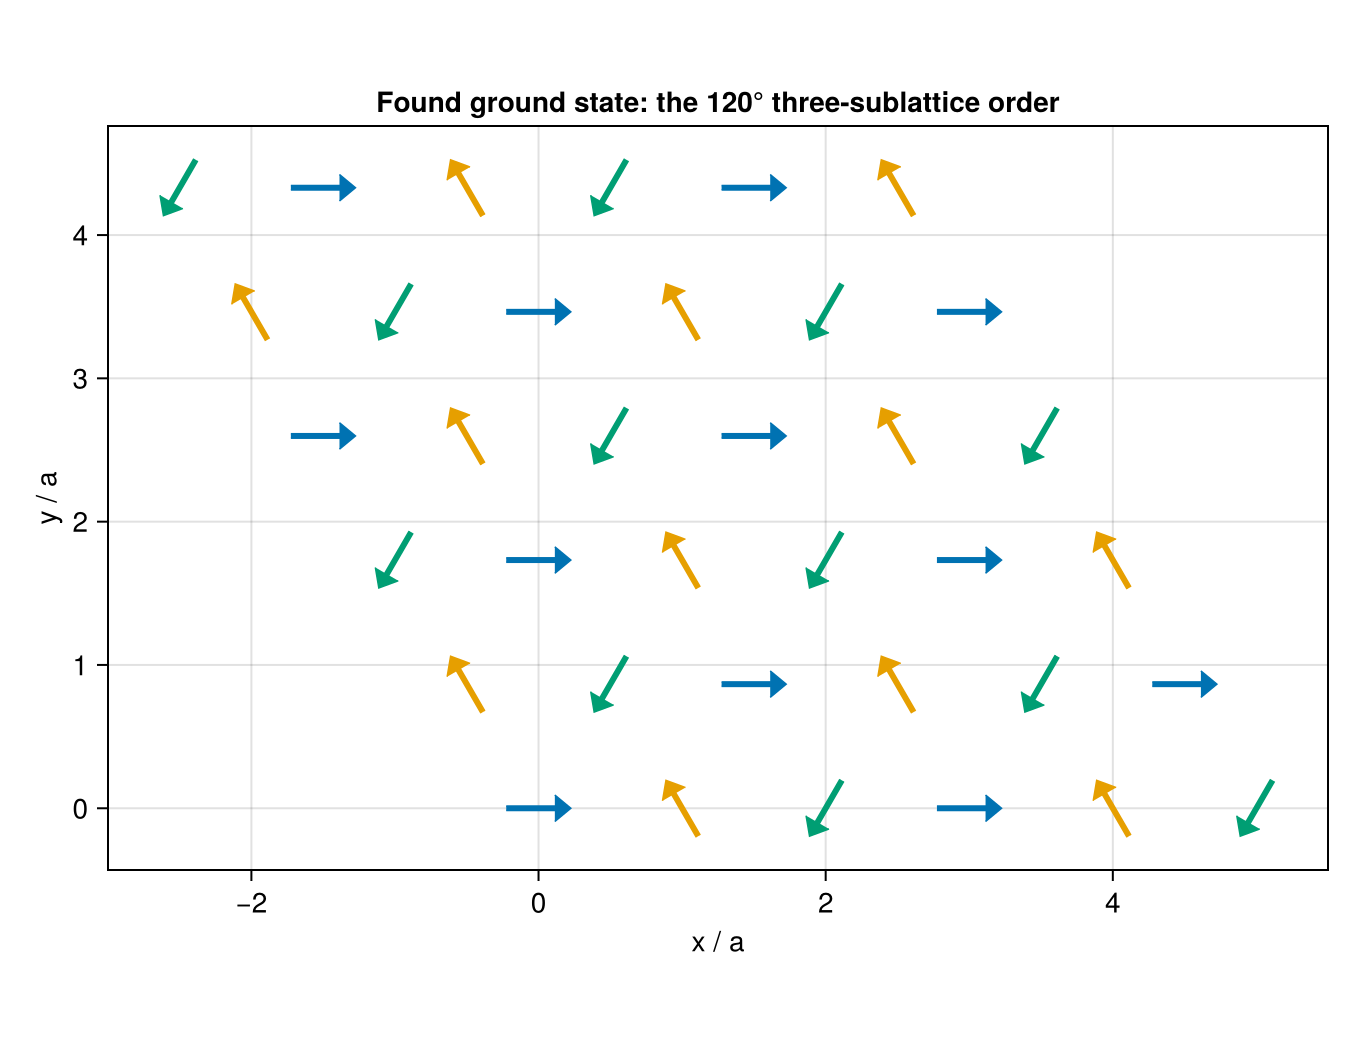 Found ground state: the 120° three-sublattice order
4
3
2
1
0
y / a
−2 0 2 4
x / a